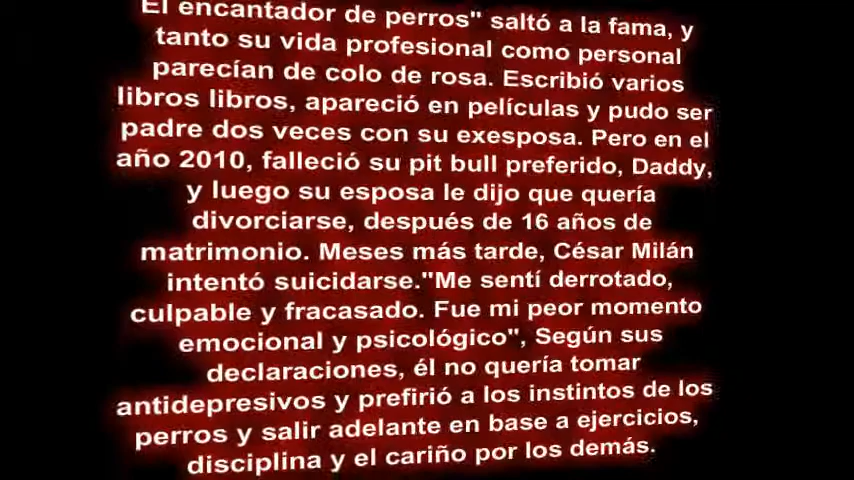 El encantador de perros" saltó a la fama, y
tanto su vida profesional como personal
parecían de colo de rosa. Escribió varios
libros libros, apareció en películas y pudo ser
padre dos veces con su exesposa. Pero en el
año 2010, falleció su pit bull preferido, Daddy,
y luego su esposa le dijo que quería
divorciarse, después de 16 años de
matrimonio. Meses más tarde, César Milán
intentó suicidarse."Me sentí derrotado,
culpable y fracasado. Fue mi peor momento
emocional y psicológico", Según sus
declaraciones, él no quería tomar
antidepresivos y prefirió a los instintos de los
perros y salir adelante en base a ejercicios,
disciplina y el cariño por los demás.